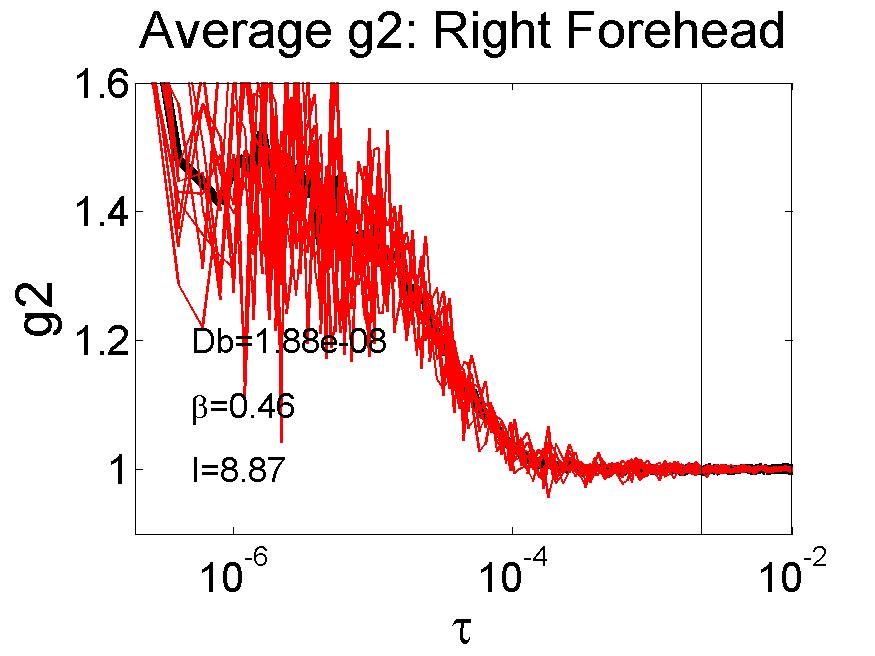 Average g2: Right Forehead
1.6
1.4
1.2
1
g2
Db=1.88e-08
β=0.46
I=8.87
10^-6
10^-4
10^-2
τ